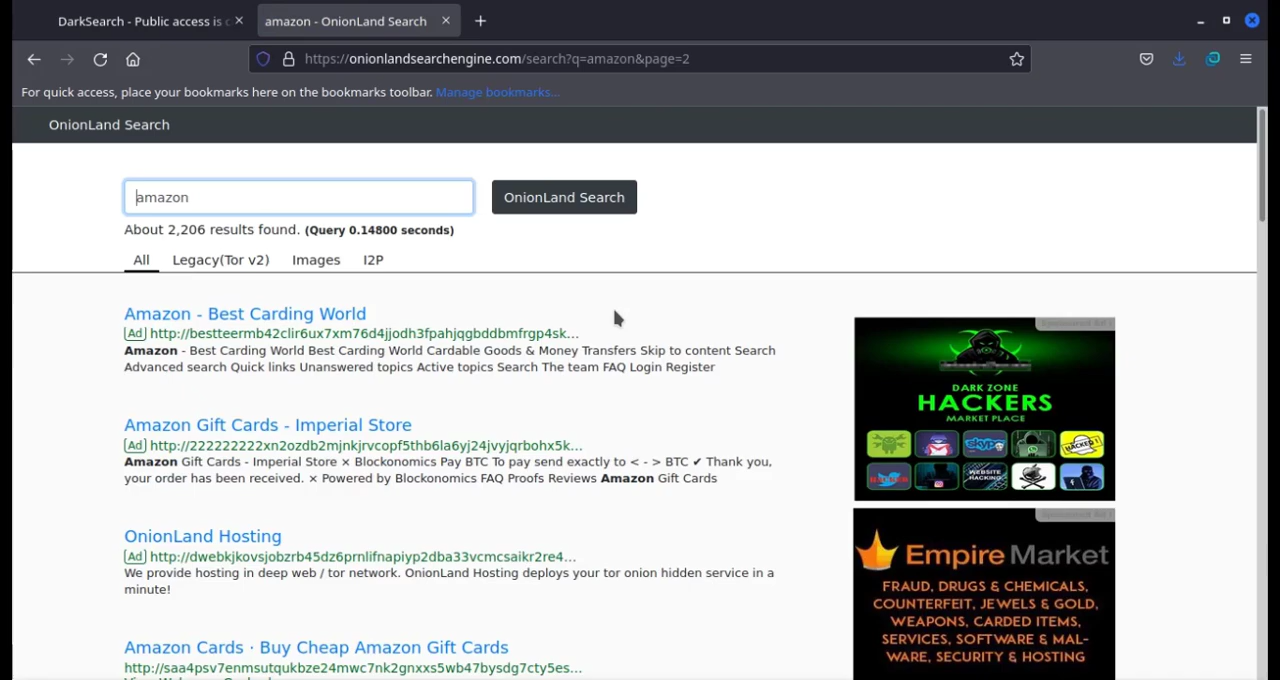 DarkSearch - Public access is c
amazon - OnionLand Search
https://onionlandsearchengine.com/search?q=amazon&page=2
For quick access, place your bookmarks here on the bookmarks toolbar. Manage bookmarks...
OnionLand Search
amazon
OnionLand Search
About 2,206 results found. (Query 0.14800 seconds)
All Legacy(Tor v2) Images I2P
Amazon - Best Carding World
Ad http://bestteermb42clir6ux7xm76d4jjodh3fpahjqgbddbmfrgp4sk...
Amazon - Best Carding World Best Carding World Cardable Goods & Money Transfers Skip to content Search
Advanced search Quick links Unanswered topics Active topics Search The team FAQ Login Register
Amazon Gift Cards - Imperial Store
Ad http://222222222xn2ozdb2mjnkjrvcopf5thb6la6yj24jvyjqrbohx5k...
Amazon Gift Cards - Imperial Store × Blockonomics Pay BTC To pay send exactly to < - > BTC ✔ Thank you,
your order has been received. × Powered by Blockonomics FAQ Proofs Reviews Amazon Gift Cards
OnionLand Hosting
Ad http://dwebkjkovsjobzrb45dz6prnlifnapiyp2dba33vcmcsaikr2re4...
We provide hosting in deep web / tor network. OnionLand Hosting deploys your tor onion hidden service in a
minute!
Amazon Cards · Buy Cheap Amazon Gift Cards
http://saa4psv7enmsutqukbze24mwc7nk2gnxxs5wb47bysdg7cty5es...
DARK ZONE
HACKERS
MARKET PLACE
skype
HACKED !
HACKER
WEBSITE
HACKING
Empire Market
FRAUD, DRUGS & CHEMICALS,
COUNTERFEIT, JEWELS & GOLD,
WEAPONS, CARDED ITEMS,
SERVICES, SOFTWARE & MAL-
WARE, SECURITY & HOSTING